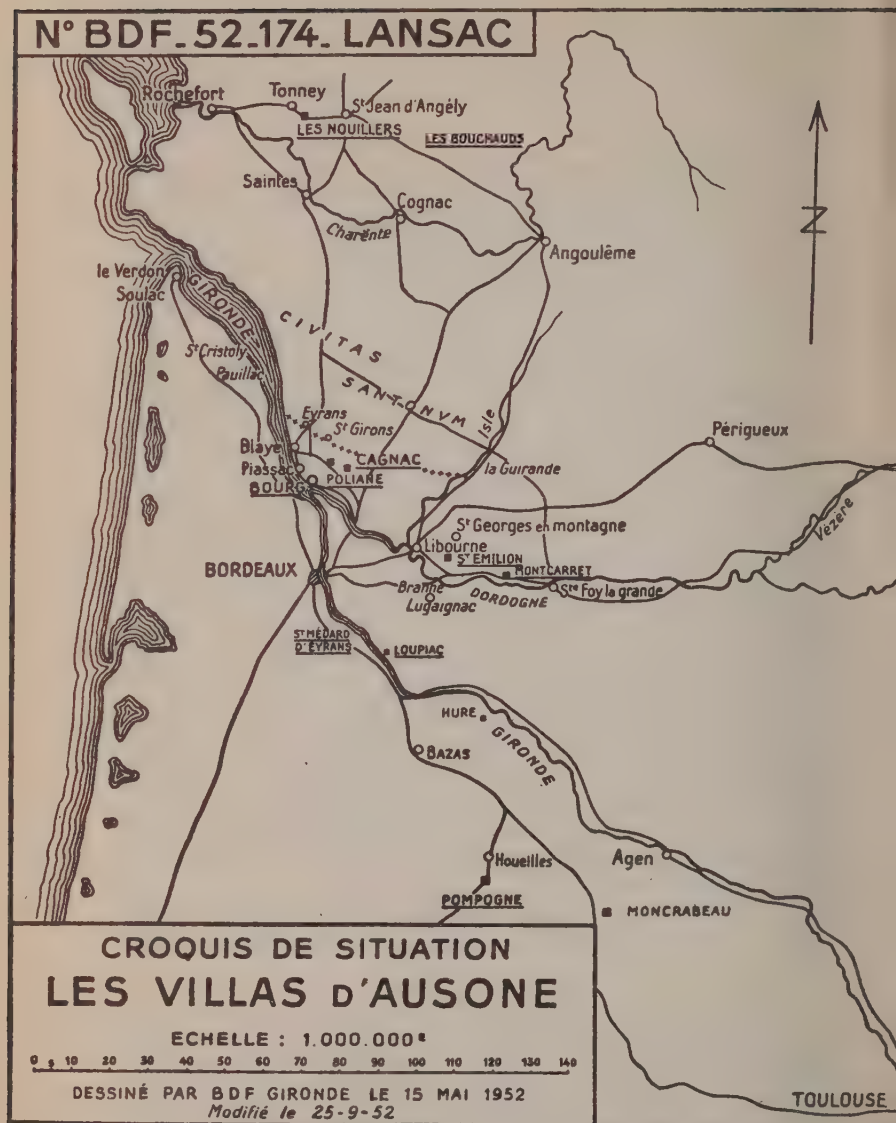 N° BDF_52_174_ LANSAC
Rochefort
Tonney
St Jean d'Angély
LES NOUILLERS
LES BOUCHAUDS
Saintes
Cognac
Charente
Angoulême
N
le Verdon
Soulac
GIRONDE
CIVITAS
SANT NVM
St Cristoly
Pauillac
Isle
Eyrans
St Girons
Périgueux
Blaye
CAGNAC
la Guirande
Piassac
POLIANE
BOURG
Vézère
St Georges en montagne
Libourne
ST EMILION
BORDEAUX
MONTCARRET
Branne
DORDOGNE
Ste Foy la grande
Lugaignac
ST MÉDARD
D'EYRANS
LOUPIAC
HURE
GIRONDE
BAZAS
Houeilles
Agen
POMPOGNE
MONCRABEAU
CROQUIS DE SITUATION
LES VILLAS D'AUSONE
ECHELLE : 1.000.000e
0 5 10 20 30 40 50 60 70 80 90 100 110 120 130 140
DESSINÉ PAR BDF GIRONDE LE 15 MAI 1952
Modifié le 25-9-52
TOULOUSE